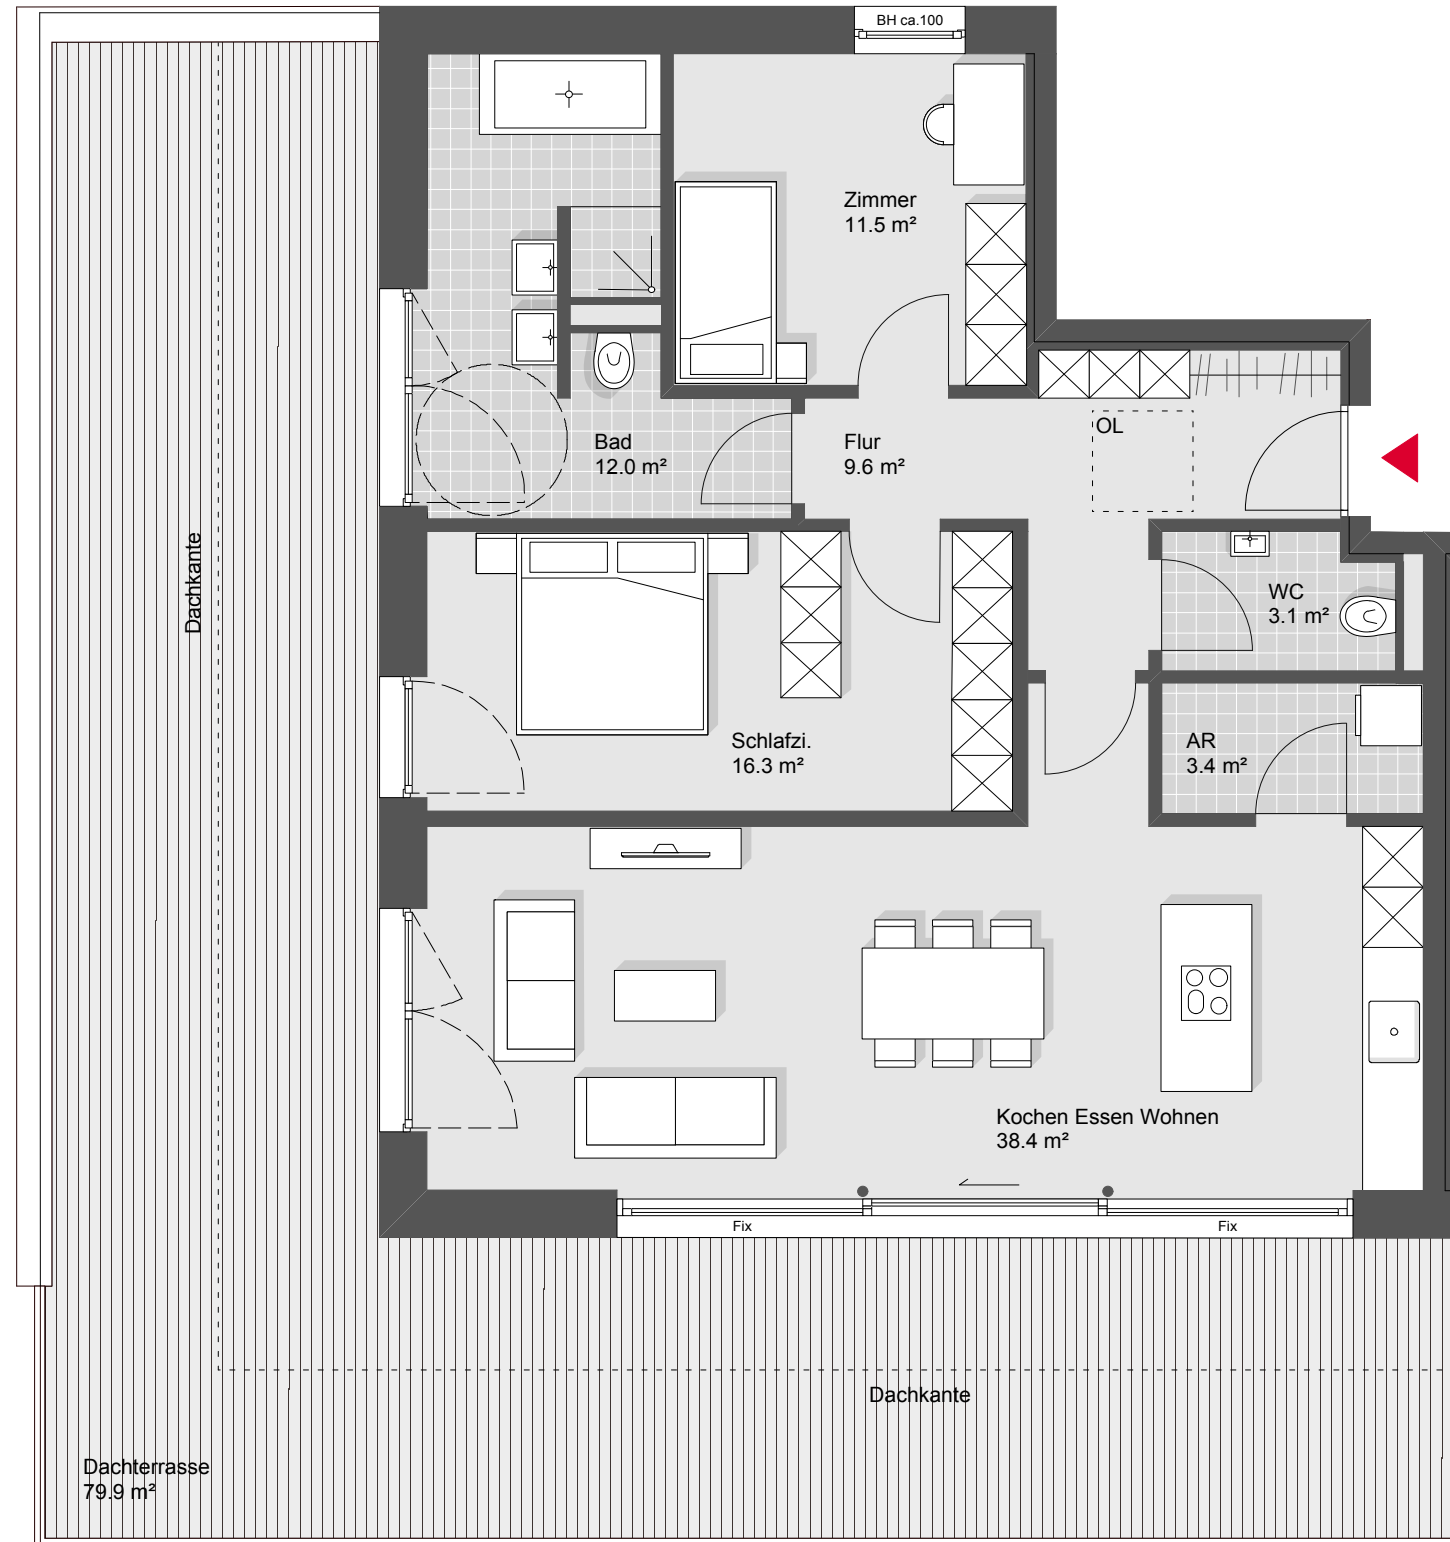 BH ca.100
Zimmer
11.5 m²
OL
Bad
12.0 m²
Flur
9.6 m²
Dachkante
WC
3.1 m²
Schlafzi.
16.3 m²
AR
3.4 m²
Kochen Essen Wohnen
38.4 m²
Fix
Fix
Dachkante
Dachterrasse
79.9 m²